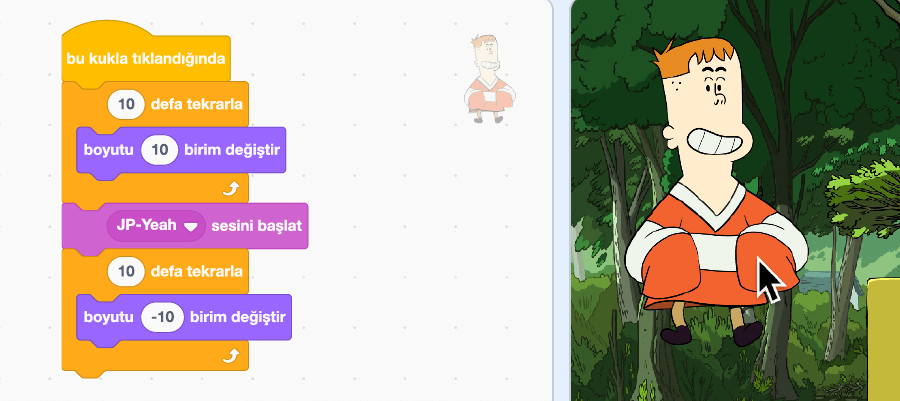 bu kukla tıklandığında
10 defa tekrarla
boyutu 10 birim değiştir
JP-Yeah sesini başlat
10 defa tekrarla
boyutu -10 birim değiştir